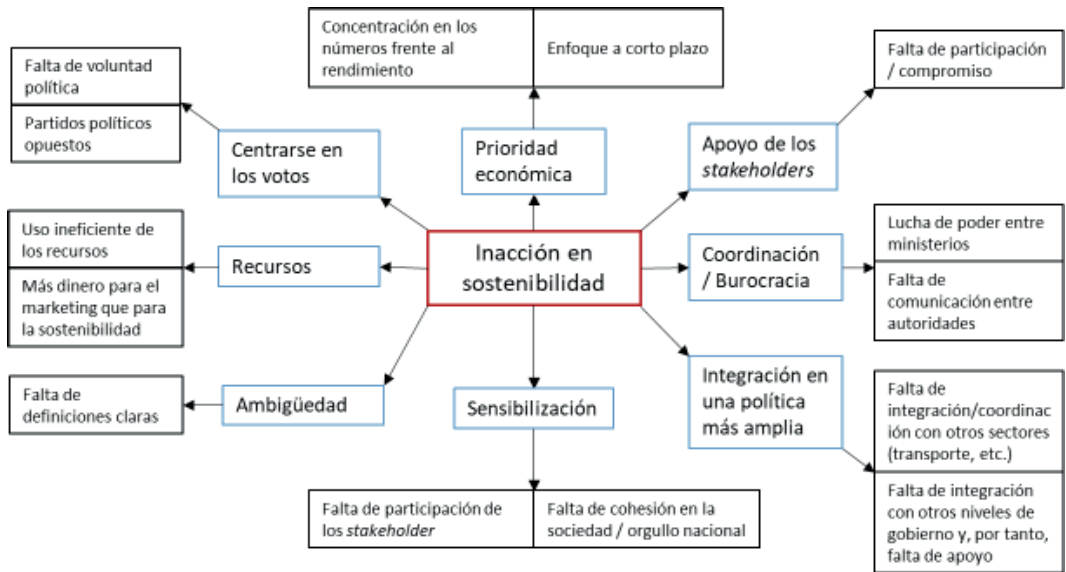 Concentración en los
números frente al
rendimiento
Enfoque a corto plazo
Falta de voluntad
política
Partidos políticos
opuestos
Falta de participación
/ compromiso
Centrarse en
los votos
Prioridad
económica
Apoyo de los
stakeholders
Uso ineficiente de
los recursos
Más dinero para el
marketing que para
la sostenibilidad
Recursos
Inacción en
sostenibilidad
Coordinación
/ Burocracia
Lucha de poder entre
ministerios
Falta de
comunicación entre
autoridades
Falta de
definiciones claras
Ambigüedad
Sensibilización
Integración en
una política
más amplia
Falta de
integración/coordinac
ión con otros sectores
(transporte, etc.)
Falta de integración
con otros niveles de
gobierno y, por tanto,
falta de apoyo
Falta de participación de
los stakeholder
Falta de cohesión en la
sociedad / orgullo nacional